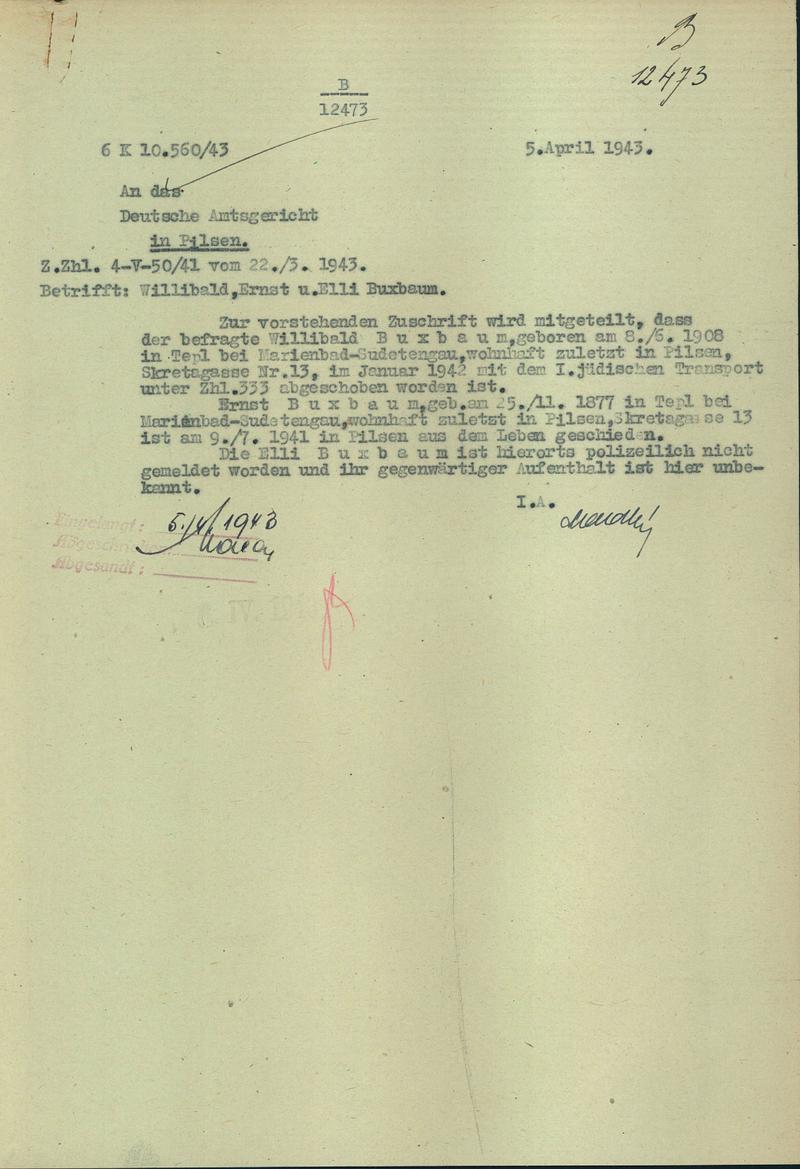 B
12473
B
12473
6 K 10.560/43
5.April 1943.
An das
Deutsche Amtsgericht
in Pilsen.
Z.Zhl. 4-V-50/41 vom 22./3. 1943.
Betrifft: Willibald,Ernst u.Elli Buxbaum.
Zur vorstehenden Zuschrift wird mitgeteilt, dass
der befragte Willibald B u x b a u m,geboren am 8./6. 1908
in Tepl bei Marienbad-Sudetengau,wohnhaft zuletzt in Pilsen,
Skretagasse Nr.13, im Januar 1942 mit dem I.jüdischen Transport
unter Zhl.333 abgeschoben worden ist.
Ernst B u x b a u m,geb.am 25./11. 1877 in Tepl bei
Marienbad-Sudetengau,wohnhaft zuletzt in Pilsen,Skretagasse 13
ist am 9./7. 1941 in Pilsen aus dem Leben geschieden.
Die Elli B u x b a u m ist hierorts polizeilich nicht
gemeldet worden und ihr gegenwärtiger Aufenthalt ist hier unbe-
kannt.
I.A.
Eingelangt: 5./4/1943
Abgeschrieben:
Abgesandt: